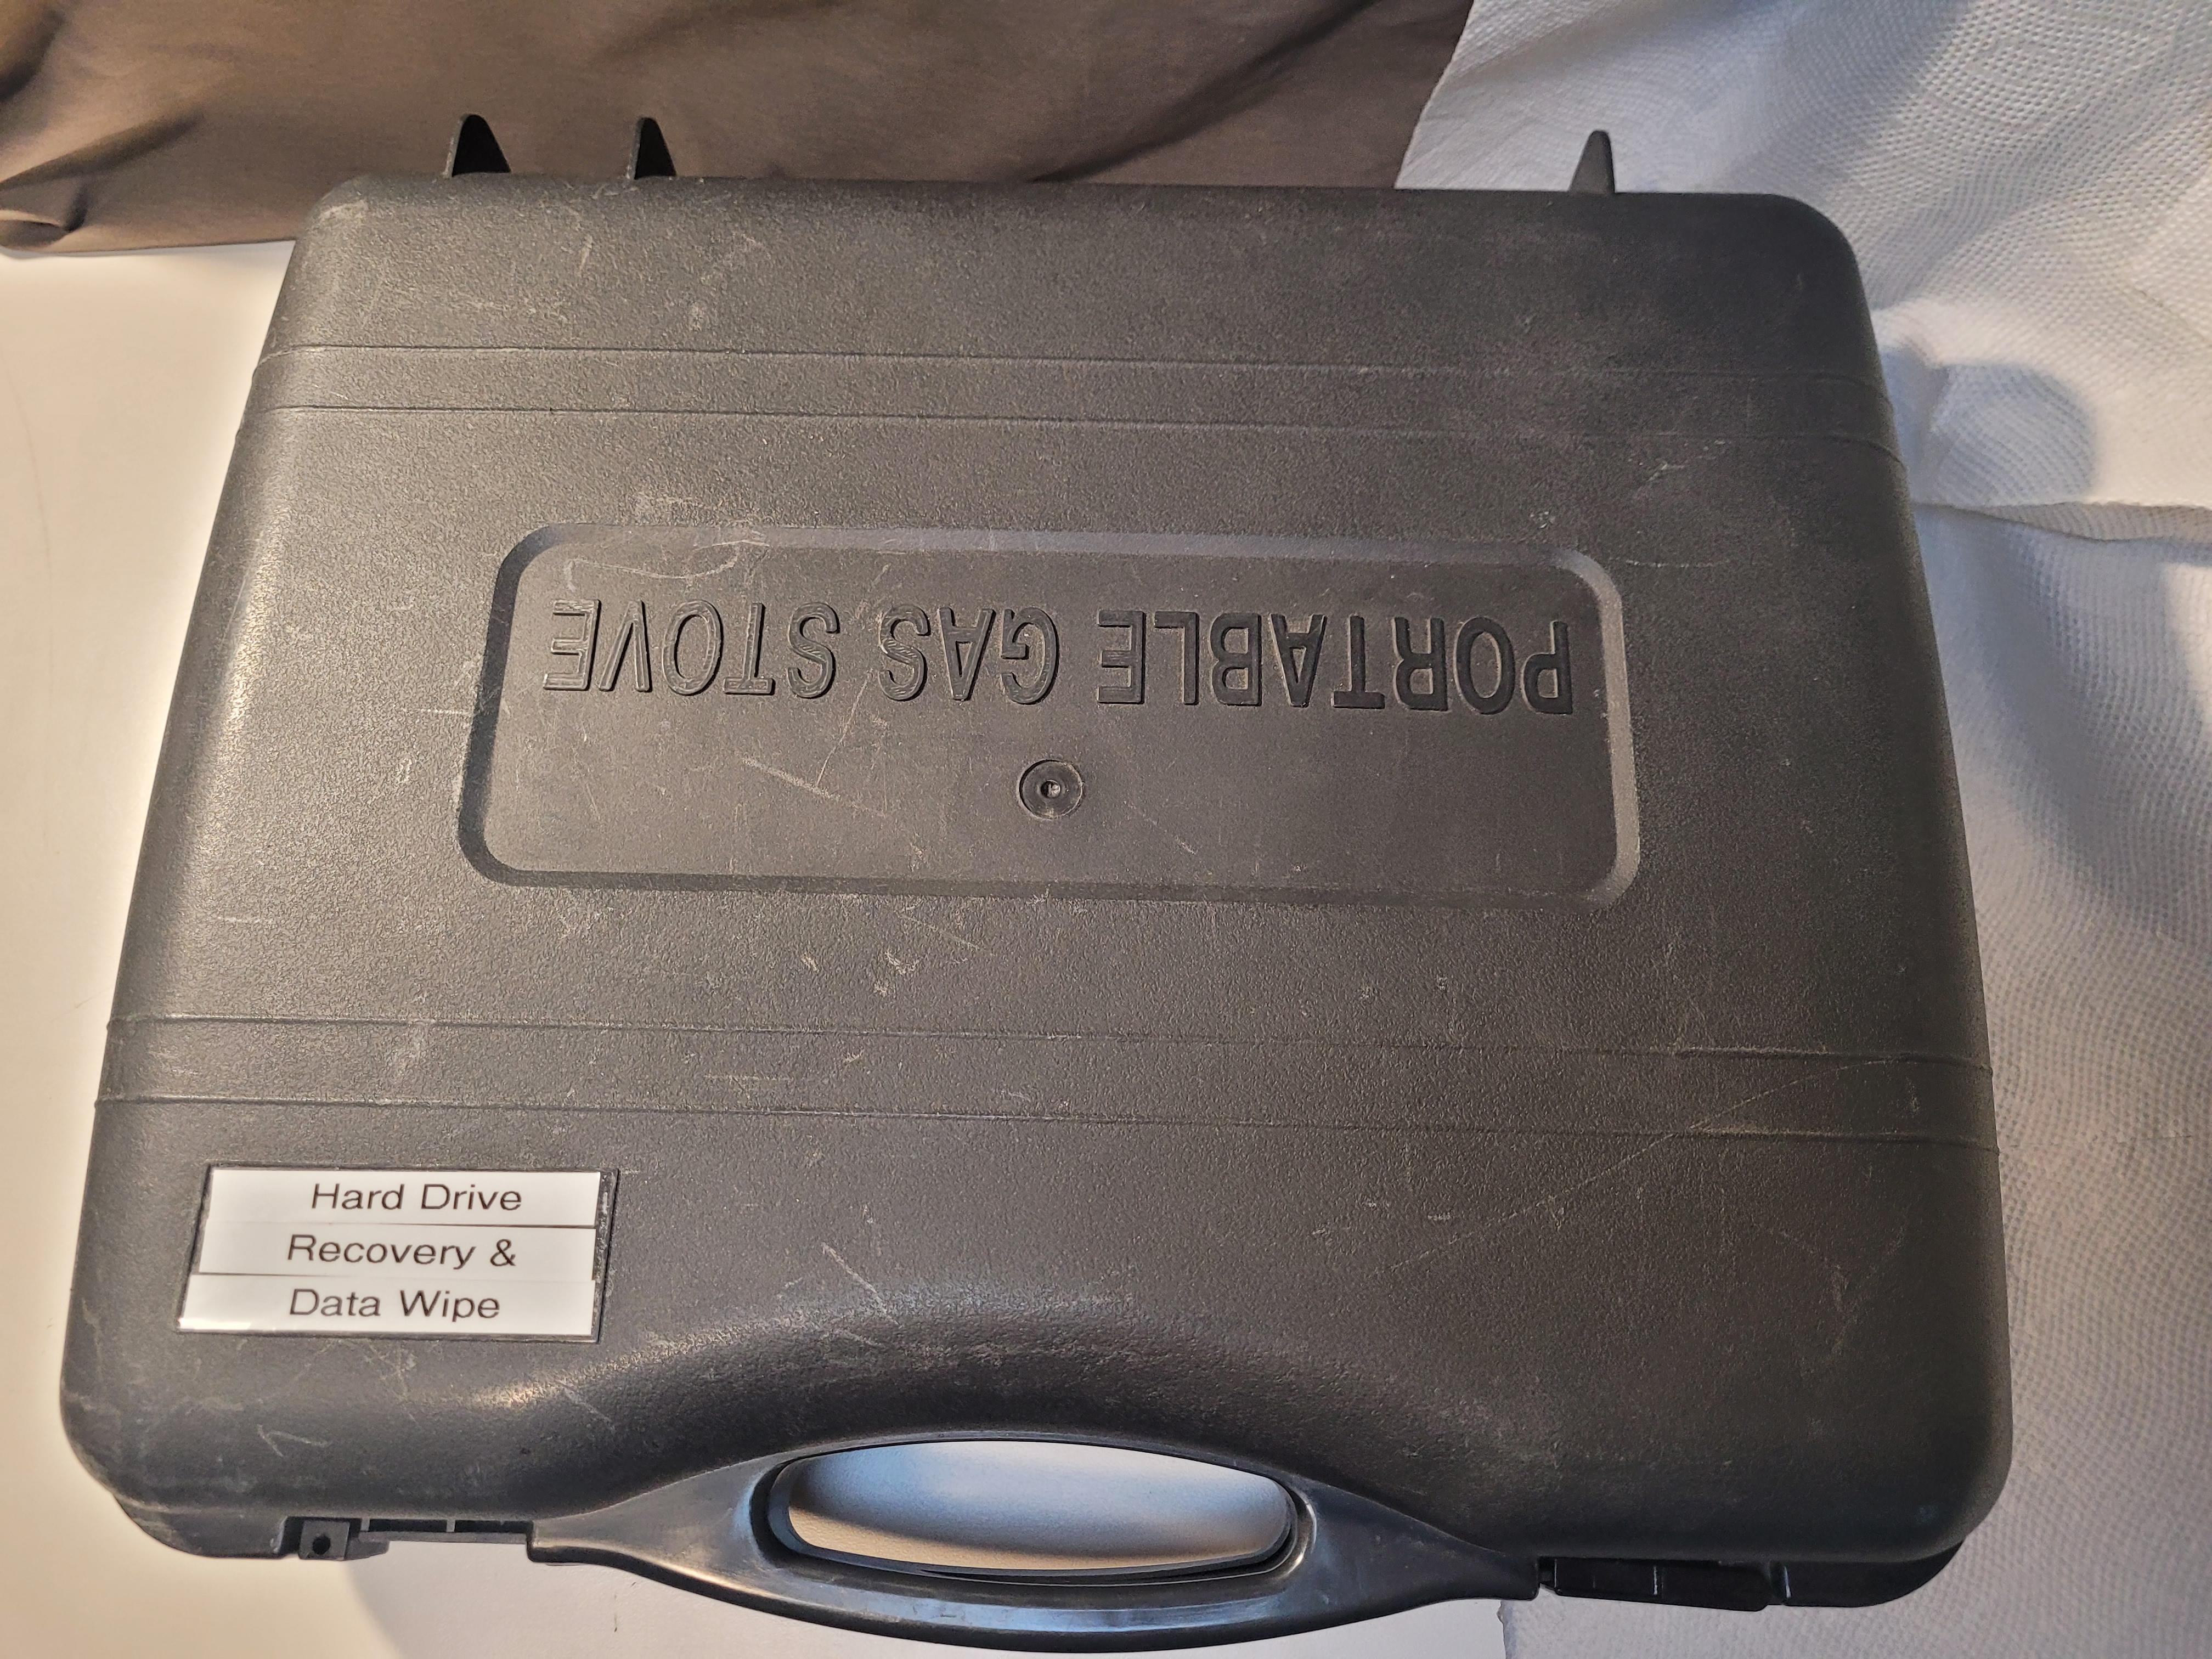 PORTABLE GAS STOVE
Hard Drive
Recovery &
Data Wipe